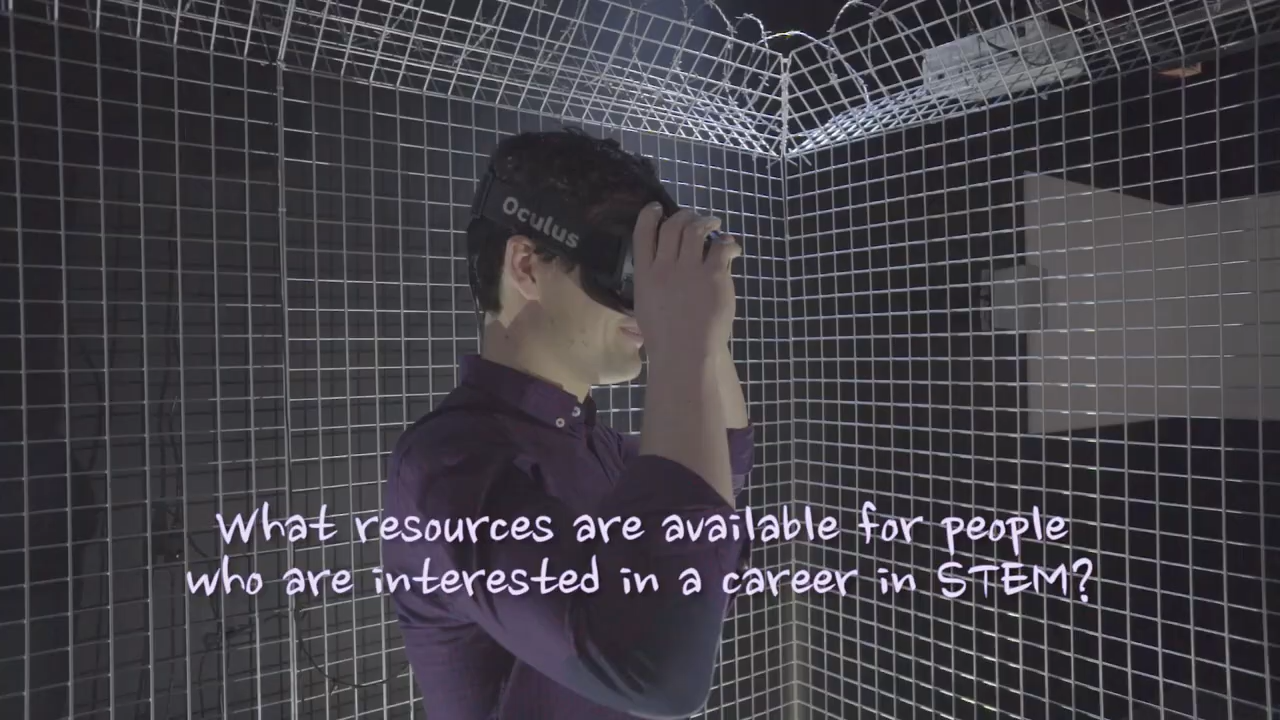 Oculus
What resources are available for people
who are interested in a career in STEM?